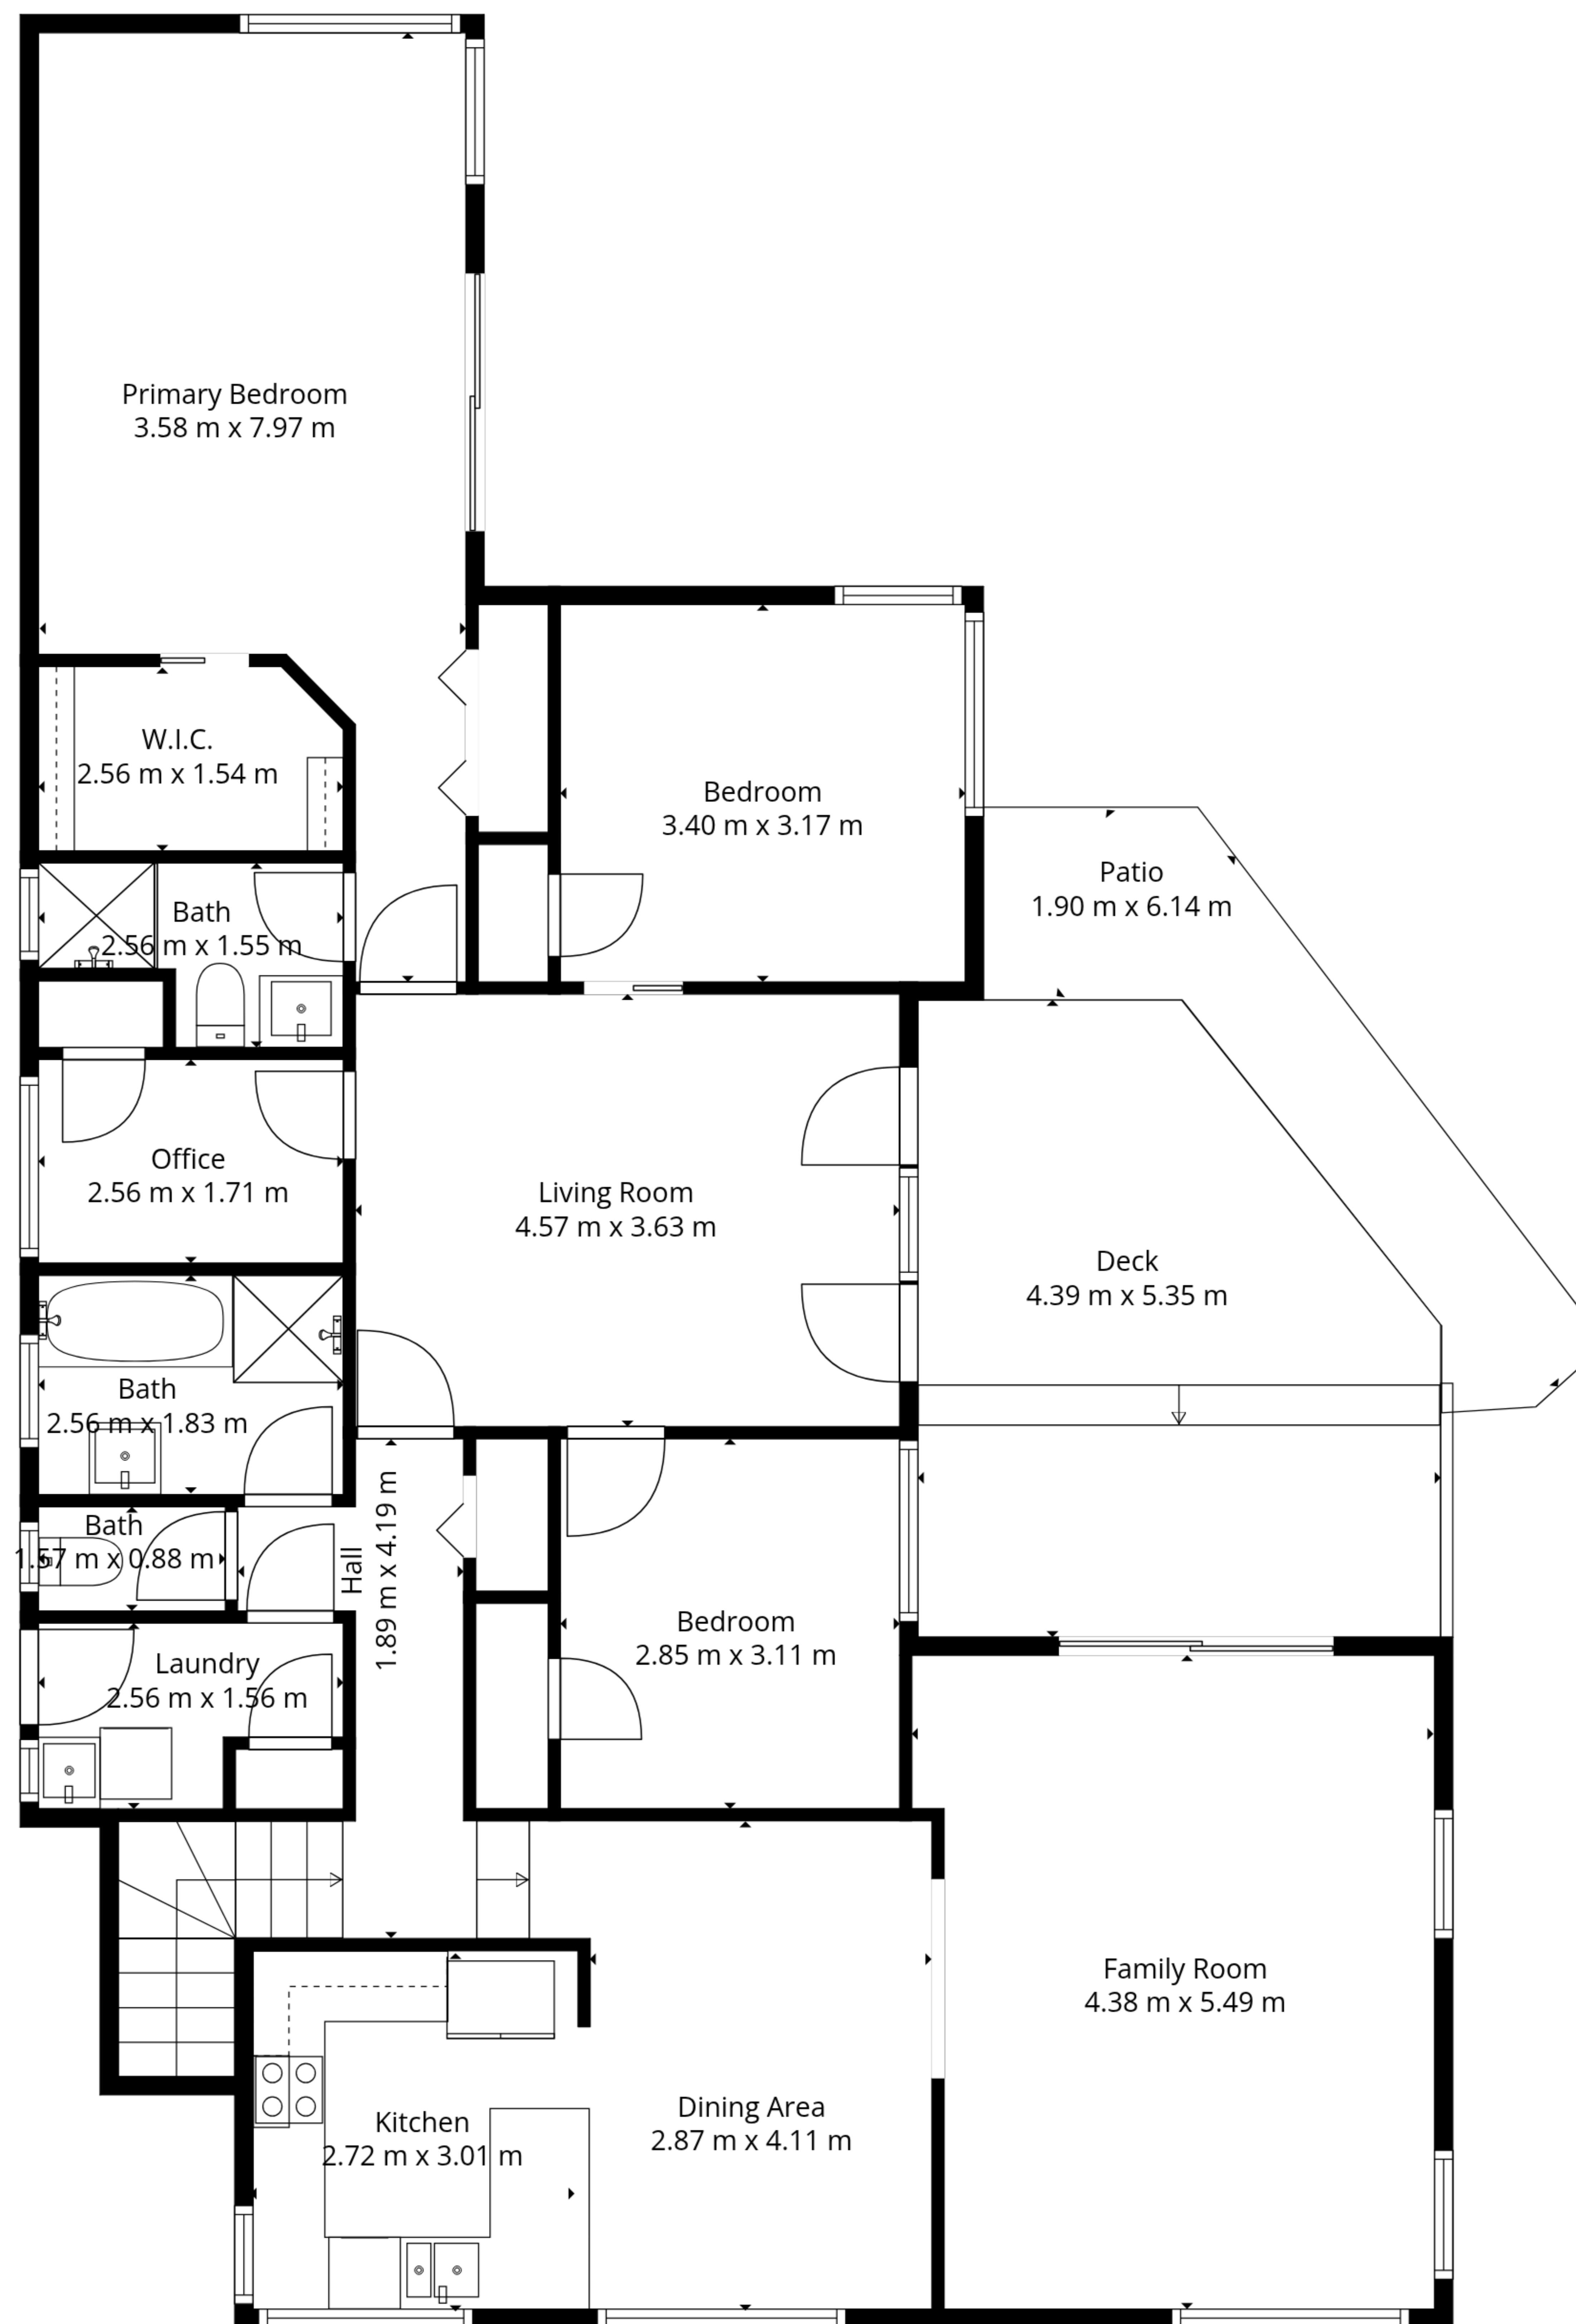 Primary Bedroom
3.58 m x 7.97 m
W.I.C.
2.56 m x 1.54 m
Bedroom
3.40 m x 3.17 m
Patio
1.90 m x 6.14 m
Bath
2.56 m x 1.55 m
Office
2.56 m x 1.71 m
Living Room
4.57 m x 3.63 m
Deck
4.39 m x 5.35 m
Bath
2.56 m x 1.83 m
Bath
1.57 m x 0.88 m
Hall
1.89 m x 4.19 m
Bedroom
2.85 m x 3.11 m
Laundry
2.56 m x 1.56 m
Family Room
4.38 m x 5.49 m
Kitchen
2.72 m x 3.01 m
Dining Area
2.87 m x 4.11 m